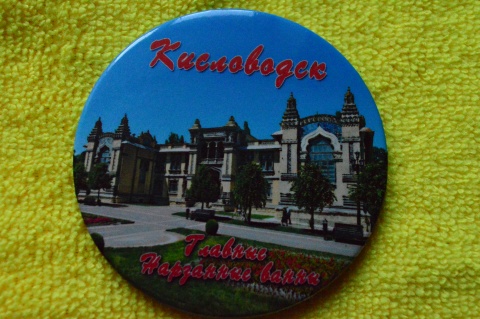 Кисловодск
Главные
Нарзанные ванны